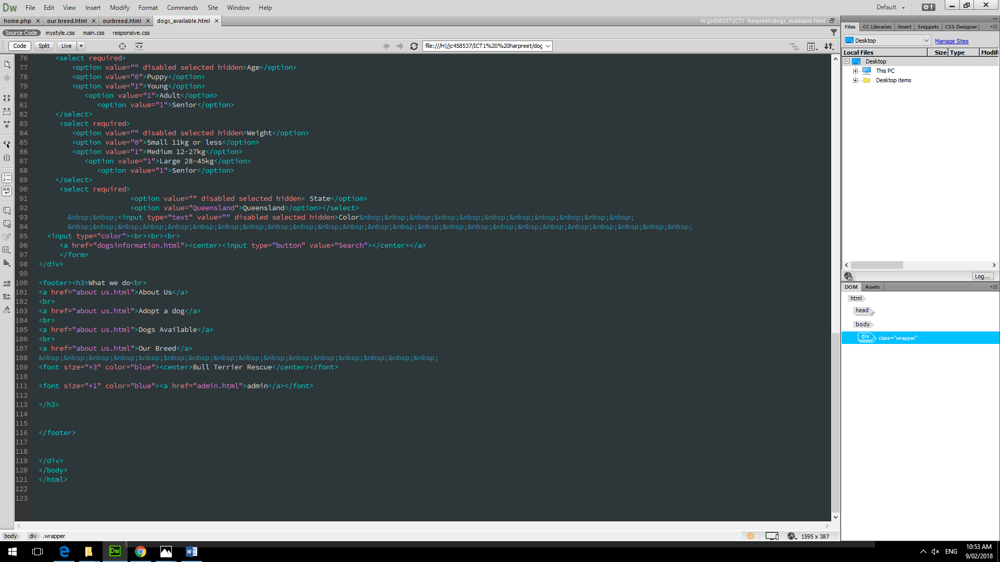 Dw File Edit View Insert Modify Format Commands Site Window Help Default
home.php × our breed.html × ourbreed.html × dogs_available.html × H:\jc458537\ICT1 harpreet\dogs_available.html
Source Code mystyle.css main.css responsive.css
Code Split Live file:///H|/jc458537/ICT1%20%20harpreet/dog
76 <select required>
77 <option value="" disabled selected hidden>Age</option>
78 <option value="0">Puppy</option>
79 <option value="1">Young</option>
80 <option value="1">Adult</option>
81 <option value="1">Senior</option>
82 </select>
83 <select required>
84 <option value="" disabled selected hidden>Weight</option>
85 <option value="0">Small 11kg or less</option>
86 <option value="1">Medium 12-27kg</option>
87 <option value="1">Large 28-45kg</option>
88 <option value="1">Senior</option>
89 </select>
90 <select required>
91 <option value="" disabled selected hidden> State</option>
92 <option value="Queensland">Queensland</option></select>
93 &nbsp;&nbsp;<input type="text" value="" disabled selected hidden>Color&nbsp;&nbsp;&nbsp;&nbsp;&nbsp;&nbsp;&nbsp;&nbsp;&nbsp;&nbsp;&nbsp;
94 &nbsp;&nbsp;&nbsp;&nbsp;&nbsp;&nbsp;&nbsp;&nbsp;&nbsp;&nbsp;&nbsp;&nbsp;&nbsp;&nbsp;&nbsp;&nbsp;&nbsp;&nbsp;&nbsp;&nbsp;&nbsp;&nbsp;&nbsp;&nbsp;&nbsp;
95 <input type="color"><br><br><br>
96 <a href="dogsinformation.html"><center><input type="button" value="Search"></center></a>
97 </form>
98 </div>
99
100 <footer><h3>What we do<br>
101 <a href="about us.html">About Us</a>
102 <br>
103 <a href="about us.html">Adopt a dog</a>
104 <br>
105 <a href="about us.html">Dogs Available</a>
106 <br>
107 <a href="about us.html">Our Breed</a>
108 &nbsp;&nbsp;&nbsp;&nbsp;&nbsp;&nbsp;&nbsp;&nbsp;&nbsp;&nbsp;&nbsp;&nbsp;&nbsp;&nbsp;&nbsp;&nbsp;
109 <font size="+3" color="blue"><center>Bull Terrier Rescue</center></font>
110
111 <font size="+1" color="blue"><a href="admin.html">admin</a></font>
112
113 </h3>
114
115
116 </footer>
117
118
119 </div>
120 </body>
121 </html>
122
123
body div .wrapper 1595 x 387
Files CC Libraries Insert Snippets CSS Designer
Desktop Manage Sites
Local Files Size Type Modifi
Desktop
This PC
Desktop items
Log...
DOM Assets
html
head
body
div class="wrapper"
Dw ENG 10:53 AM
9/02/2018